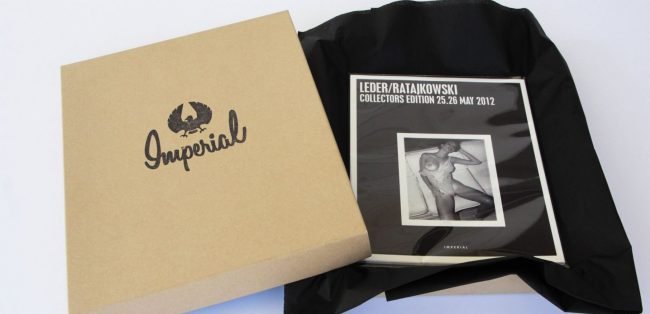 Imperial
LEDER/RATAJKOWSKI
COLLECTORS EDITION 25.26 MAY 2012
IMPERIAL